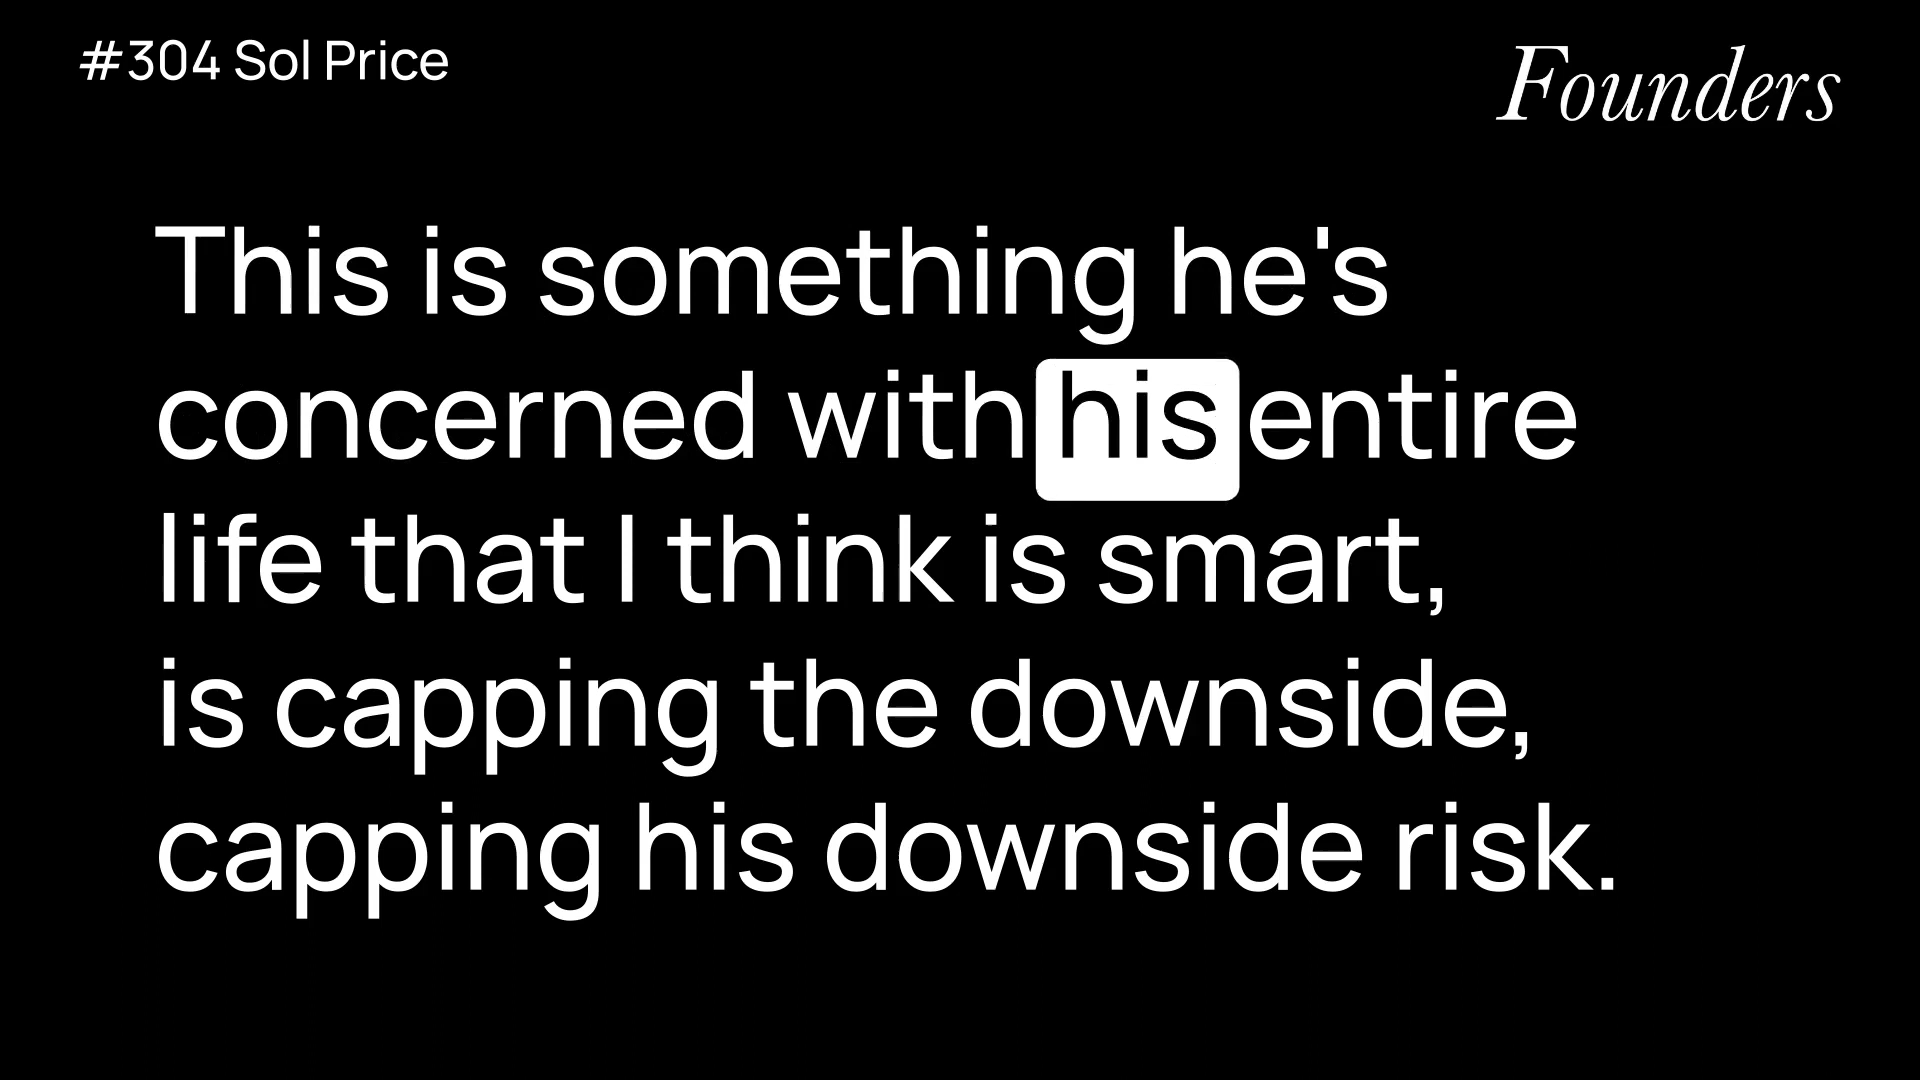 #304 Sol Price
Founders
This is something he's
concerned with his entire
life that I think is smart,
is capping the downside,
capping his downside risk.